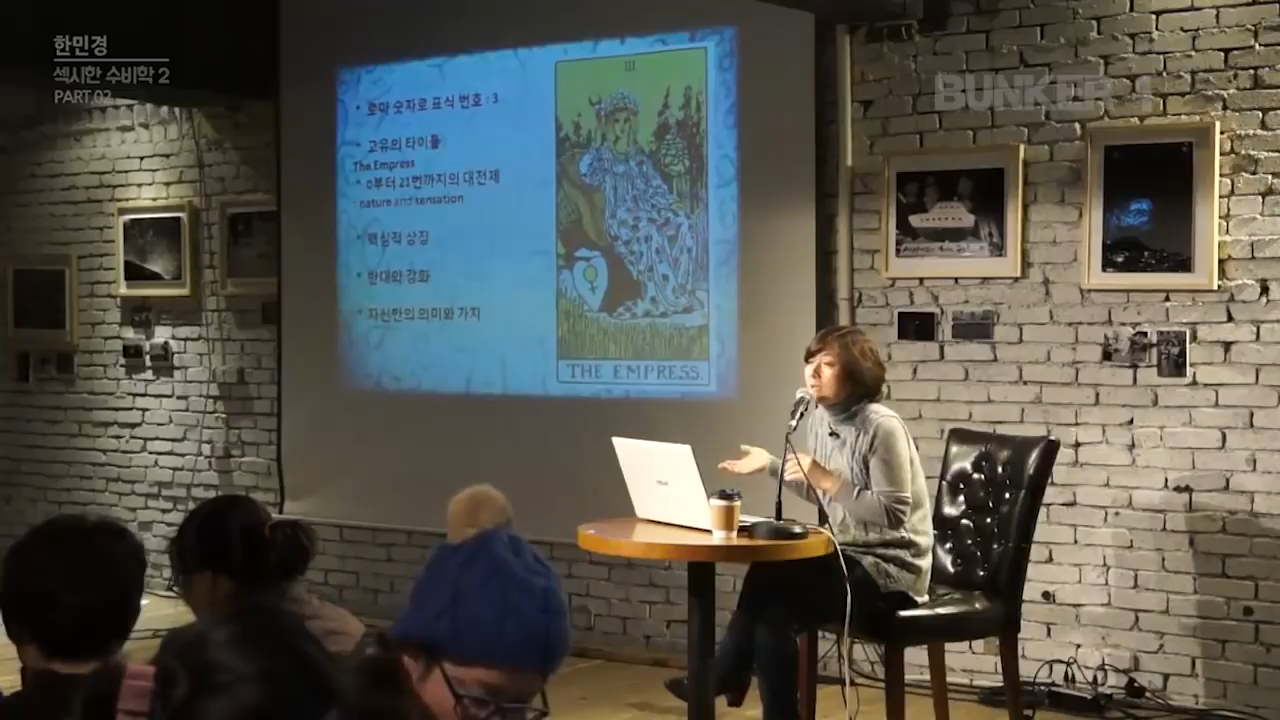 한민경
섹시한 수비학 2
PART.02
BUNKER 1
* 로마 숫자로 표식 번호 : 3
* 고유의 타이틀
The Empress
* 0부터 21번까지의 대전제
: nature and sensation
* 핵심적 상징
* 반대와 강화
* 자신만의 의미와 가치
III
THE EMPRESS.
ASUS